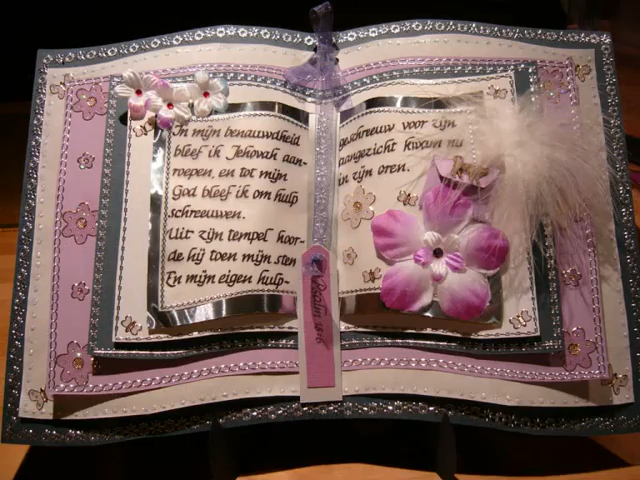 In mijn benauwdheid
bleef ik Jehovah aan-
roepen, en tot mijn
God bleef ik om hulp
schreeuwen.
Uit zijn tempel hoor-
de hij toen mijn stem
En mijn eigen hulp-
geschreeuw voor zijn
aangezicht kwam nu
in zijn oren.
Psalm 18:6